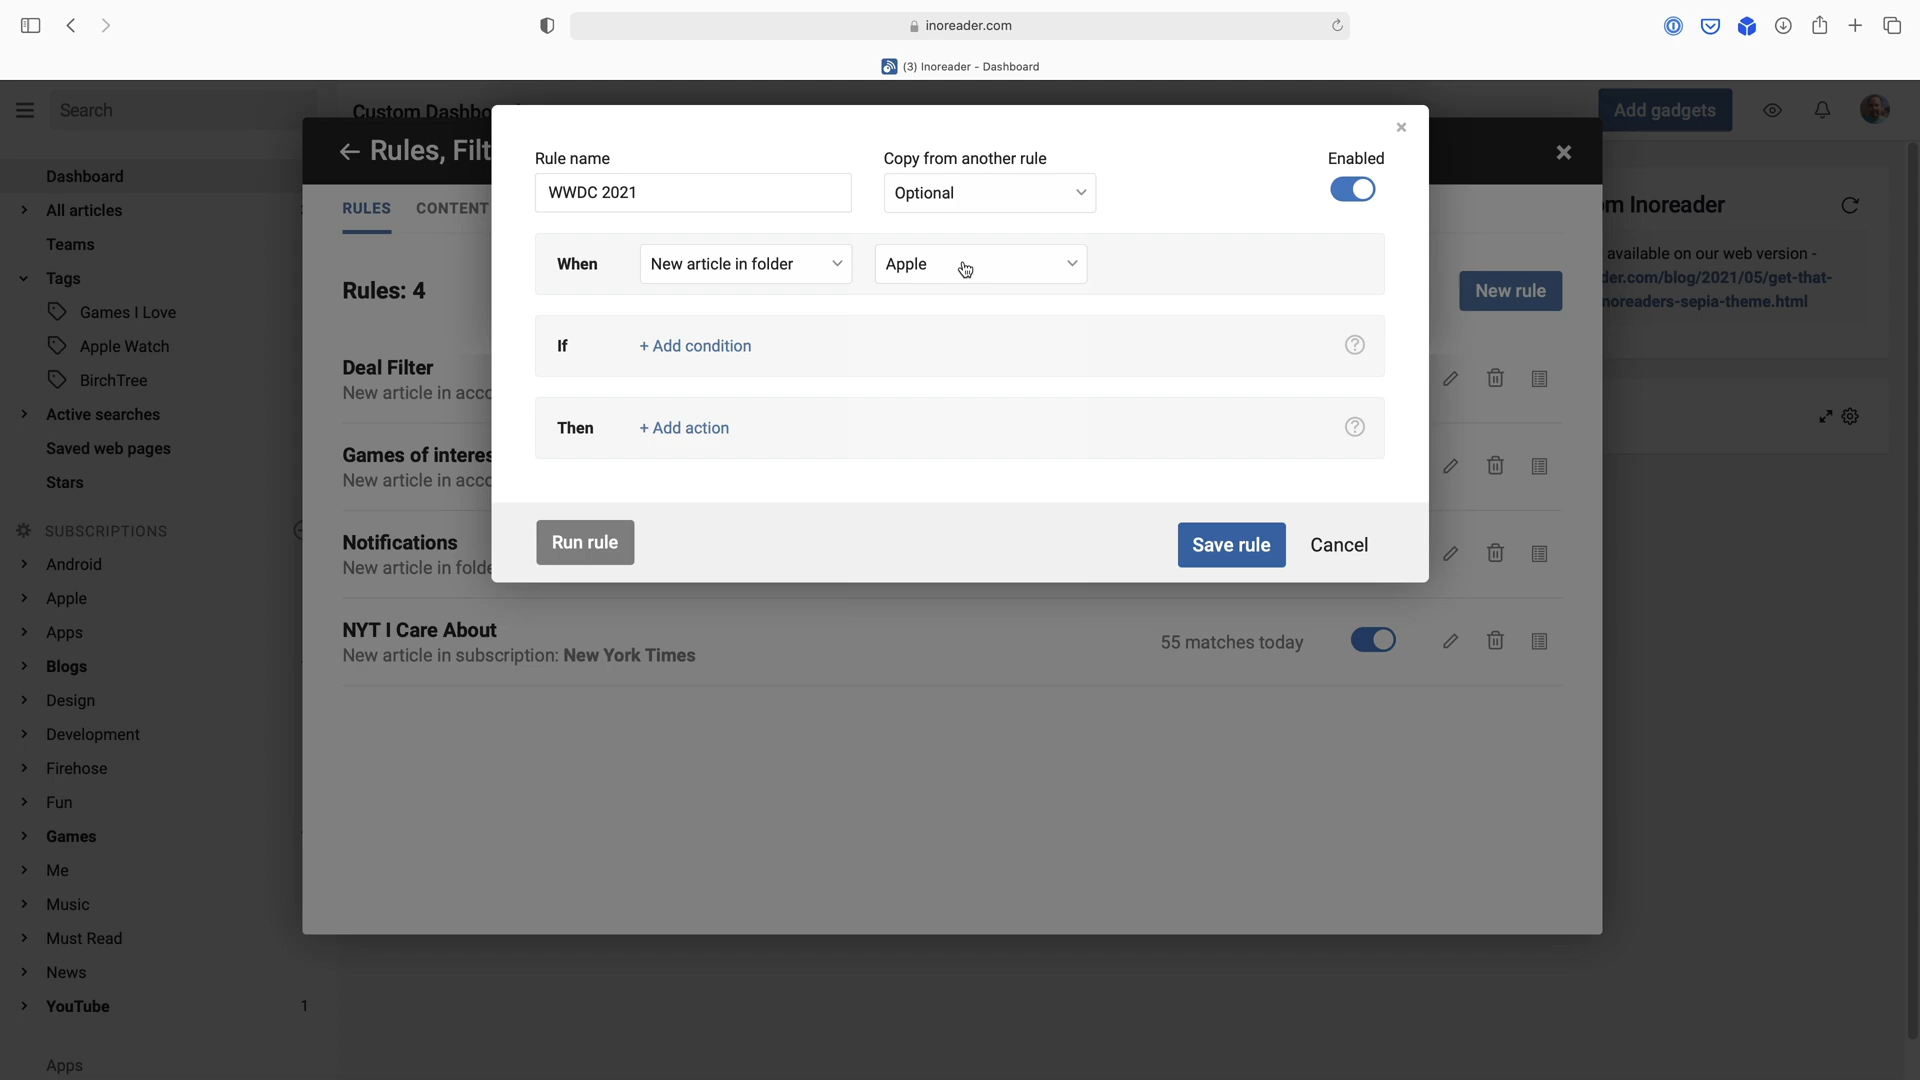 inoreader.com
(3) Inoreader - Dashboard
Search
Custom Dashbo
Add gadgets
Rules, Filt
Dashboard
All articles
Teams
Tags
Games I Love
Apple Watch
BirchTree
Active searches
Saved web pages
Stars
SUBSCRIPTIONS
Android
Apple
Apps
Blogs
Design
Development
Firehose
Fun
Games
Me
Music
Must Read
News
YouTube 1
Apps
RULES CONTENT
Rules: 4
New rule
Deal Filter
New article in acco
Games of interes
New article in acco
Notifications
New article in folde
NYT I Care About
New article in subscription: New York Times
55 matches today
Rule name
WWDC 2021
Copy from another rule
Optional
Enabled
When New article in folder Apple
If + Add condition
Then + Add action
Run rule
Save rule
Cancel
m Inoreader
available on our web version -
der.com/blog/2021/05/get-that-
noreaders-sepia-theme.html